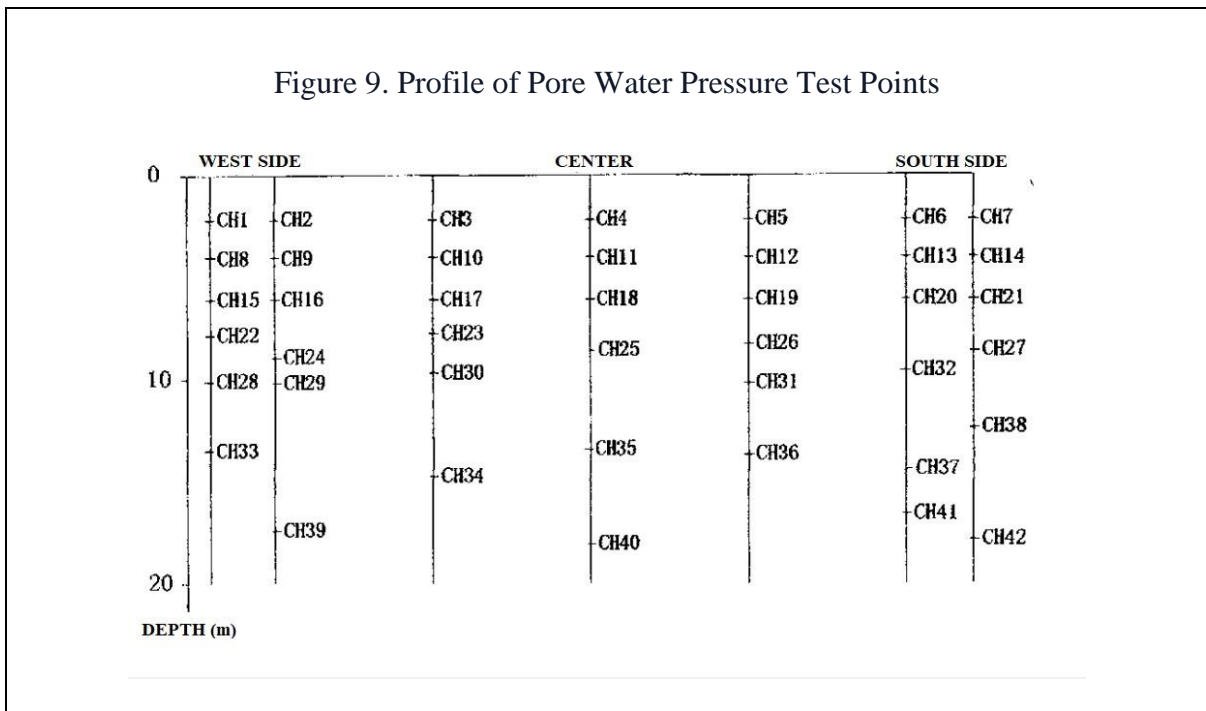 Figure 9. Profile of Pore Water Pressure Test Points
WEST SIDE CENTER SOUTH SIDE
0
CH1 CH2 CH3 CH4 CH5 CH6 CH7
CH8 CH9 CH10 CH11 CH12 CH13 CH14
CH15 CH16 CH17 CH18 CH19 CH20 CH21
CH22 CH23 CH26 CH27
CH24 CH25 CH32
10 CH28 CH29 CH30 CH31
CH38
CH33 CH35 CH36
CH34 CH37
CH41
CH39 CH40 CH42
20
DEPTH (m)